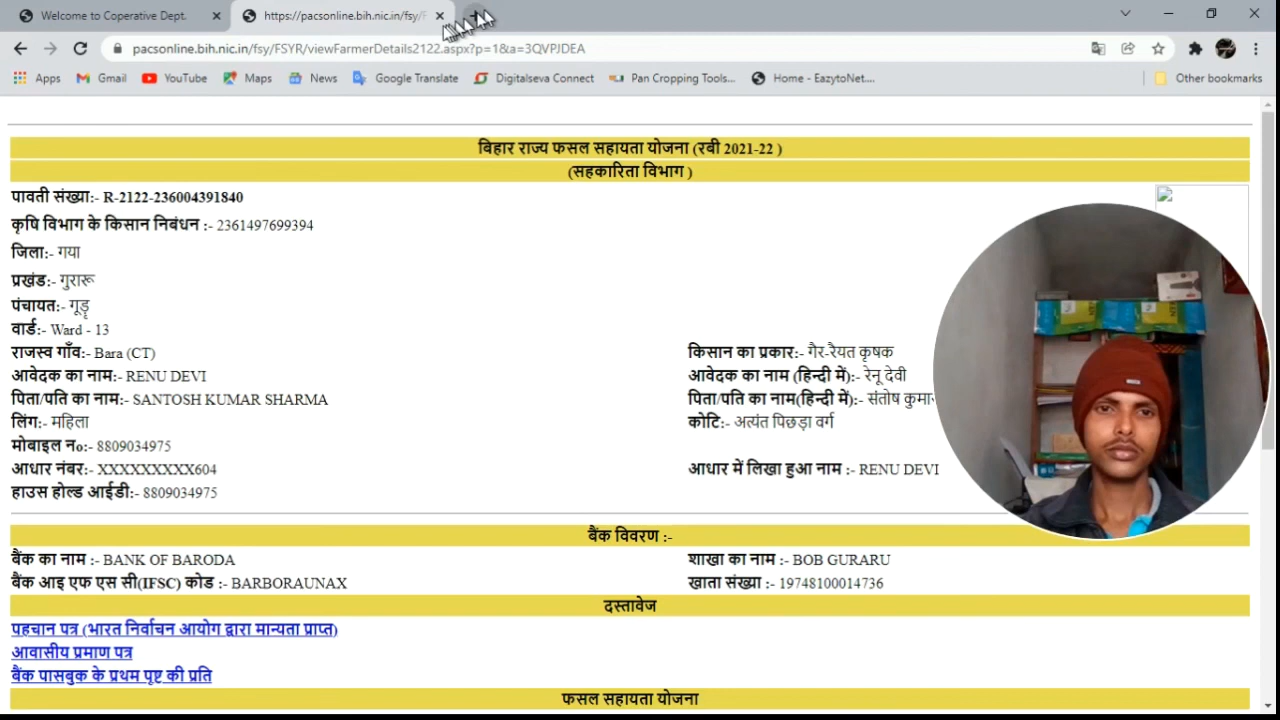 Welcome to Coperative Dept.
https://pacsonline.bih.nic.in/fsy/F
pacsonline.bih.nic.in/fsy/FSYR/viewFarmerDetails2122.aspx?p=1&a=3QVPJDEA
Apps Gmail YouTube Maps News Google Translate Digitalseva Connect Pan Cropping Tools... Home - EazytoNet.... Other bookmarks
बिहार राज्य फसल सहायता योजना (रबी 2021-22 )
(सहकारिता विभाग )
पावती संख्या:- R-2122-236004391840
कृषि विभाग के किसान निबंधन :- 2361497699394
जिला:- गया
प्रखंड:- गुरारू
पंचायत:-
वार्ड:- Ward - 13
राजस्व गाँव:- Bara (CT) किसान का प्रकार:- गैर-रैयत कृषक
आवेदक का नाम:- RENU DEVI आवेदक का नाम (हिन्दी में):- रेनू देवी
पिता/पति का नाम:- SANTOSH KUMAR SHARMA पिता/पति का नाम(हिन्दी में):- संतोष कुमा
लिंग:- महिला कोटि:- अत्यंत पिछड़ा वर्ग
मोबाइल नo:- 8809034975
आधार नंबर:- XXXXXXXXX604 आधार में लिखा हुआ नाम :- RENU DEVI
हाउस होल्ड आईडी:- 8809034975
बैंक विवरण :-
बैंक का नाम :- BANK OF BARODA शाखा का नाम :- BOB GURARU
बैंक आइ एफ एस सी(IFSC) कोड :- BARBORAUNAX खाता संख्या :- 19748100014736
दस्तावेज
पहचान पत्र (भारत निर्वाचन आयोग द्वारा मान्यता प्राप्त)
आवासीय प्रमाण पत्र
बैंक पासबुक के प्रथम पृष्ट की प्रति
फसल सहायता योजना